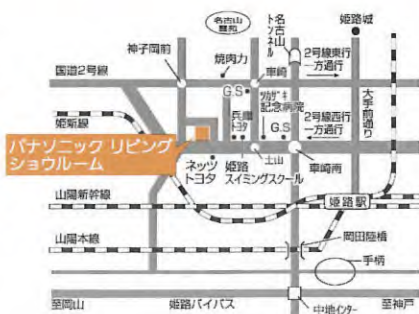 名古山
霊苑
名古山
トンネル
姫路城
神子岡前
焼肉力
車崎
2号線東行
一方通行
国道2号線
G.S
ツカザキ
記念病院
2号線西行
一方通行
大手前通り
姫新線
兵庫
トヨタ
G.S
パナソニック リビング
ショウルーム
ネッツ
トヨタ
姫路
スイミングスクール
土山
車崎南
山陽新幹線
姫路駅
山陽本線
岡田陸橋
手柄
至岡山
姫路バイパス
中地インター
至神戸